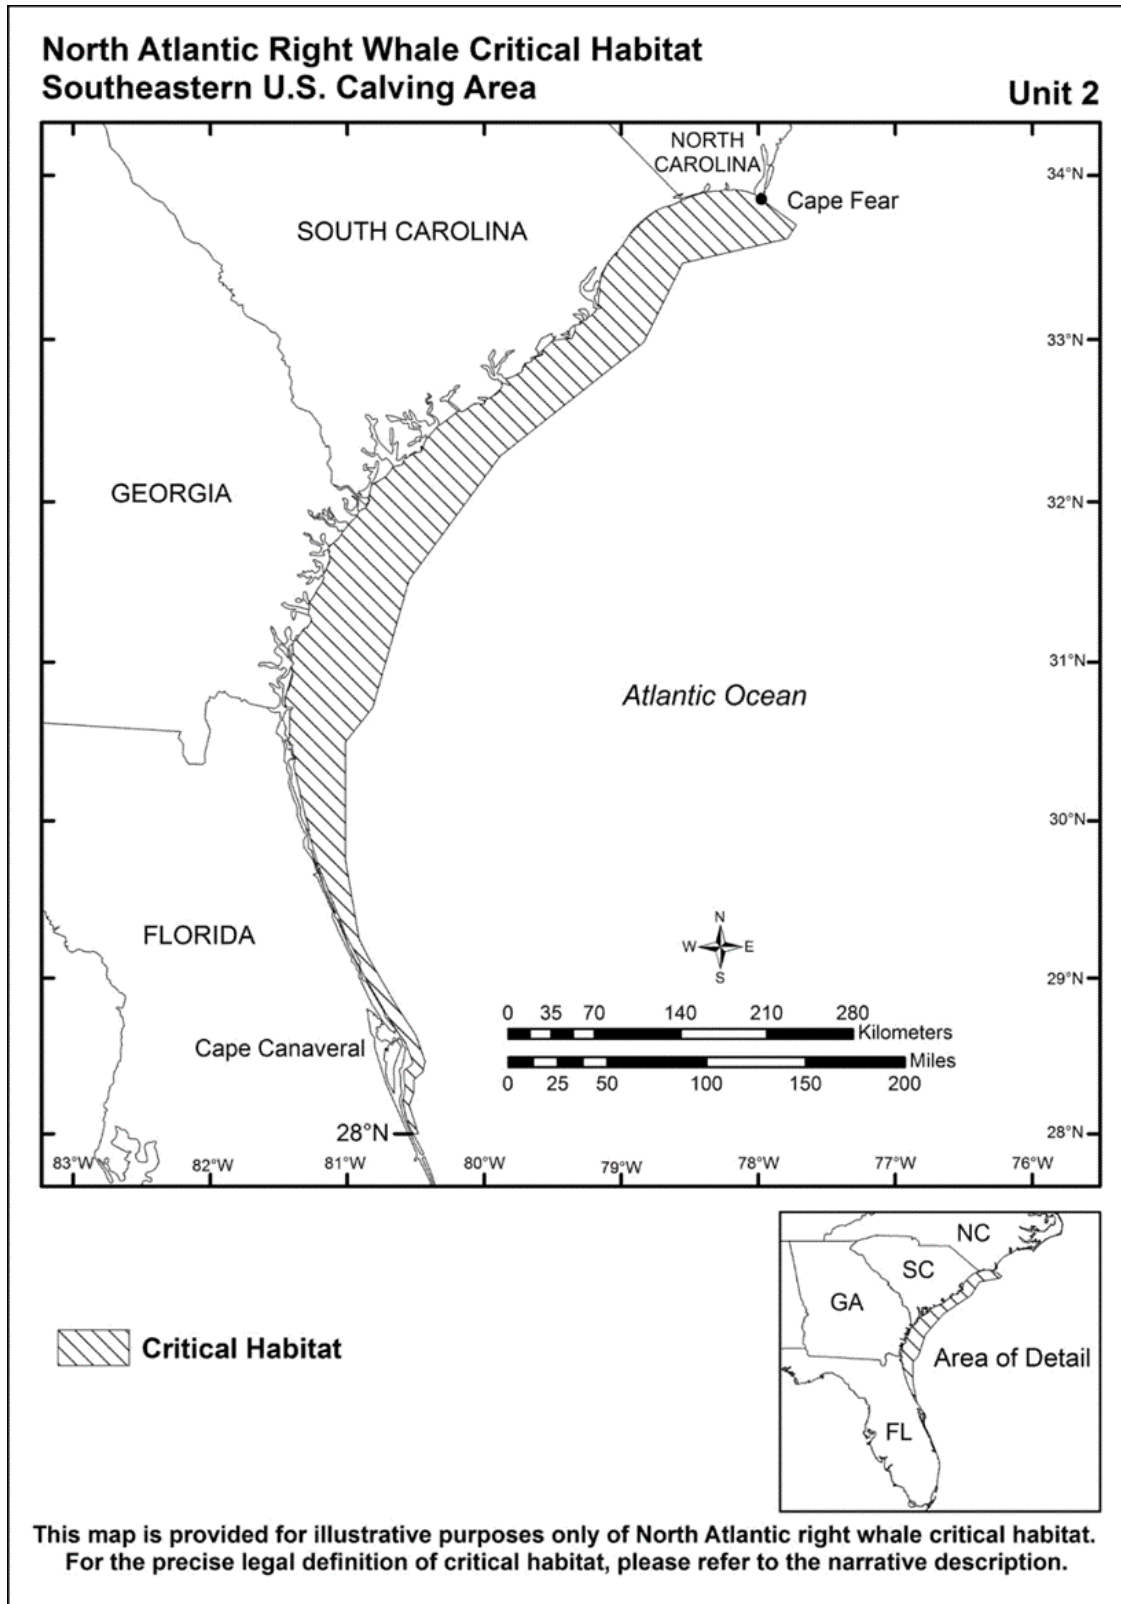 North Atlantic Right Whale Critical Habitat
Southeastern U.S. Calving Area
Unit 2
NORTH
CAROLINA
34°N
Cape Fear
SOUTH CAROLINA
33°N
GEORGIA
32°N
31°N
Atlantic Ocean
30°N
FLORIDA
N
W E
S
29°N
0 35 70 140 210 280
Kilometers
Cape Canaveral
Miles
0 25 50 100 150 200
28°N
28°N
83°W 82°W 81°W 80°W 79°W 78°W 77°W 76°W
NC
SC
GA
Area of Detail
FL
Critical Habitat
This map is provided for illustrative purposes only of North Atlantic right whale critical habitat.
For the precise legal definition of critical habitat, please refer to the narrative description.